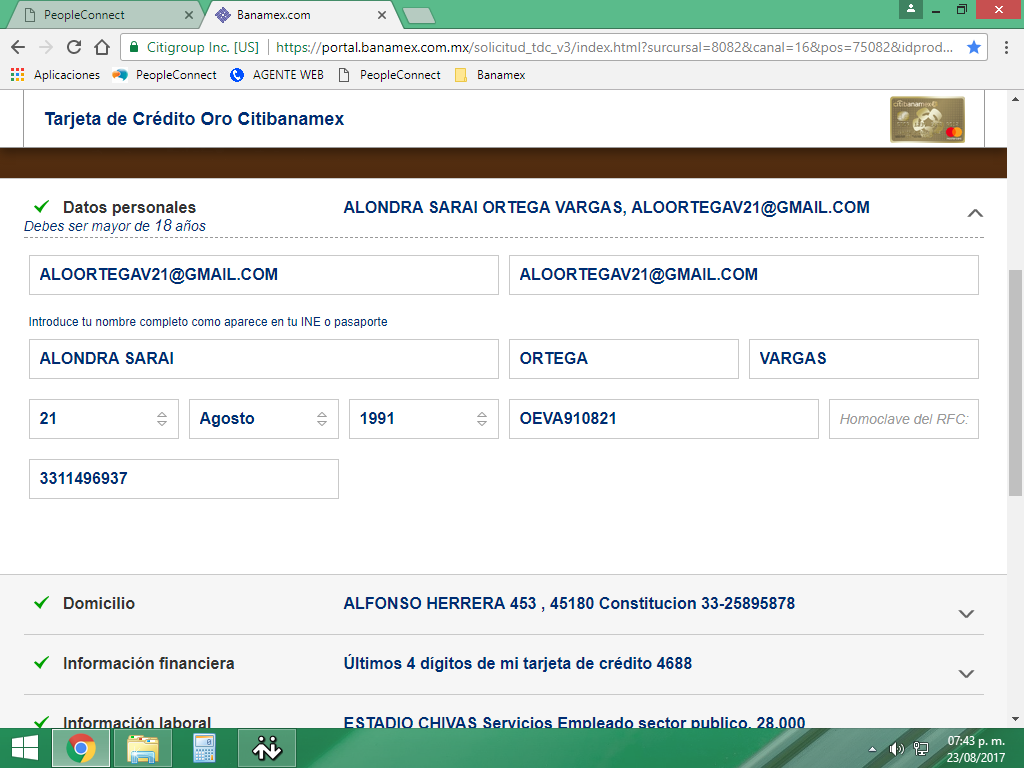 PeopleConnect
Banamex.com
Citigroup Inc. [US] https://portal.banamex.com.mx/solicitud_tdc_v3/index.html?surcursal=8082&canal=16&pos=75082&idprod...
Aplicaciones PeopleConnect AGENTE WEB PeopleConnect Banamex
Tarjeta de Crédito Oro Citibanamex
citibanamex
Datos personales ALONDRA SARAI ORTEGA VARGAS, ALOORTEGAV21@GMAIL.COM
Debes ser mayor de 18 años
ALOORTEGAV21@GMAIL.COM ALOORTEGAV21@GMAIL.COM
Introduce tu nombre completo como aparece en tu INE o pasaporte
ALONDRA SARAI ORTEGA VARGAS
21 Agosto 1991 OEVA910821 Homoclave del RFC:
3311496937
Domicilio ALFONSO HERRERA 453 , 45180 Constitucion 33-25895878
Información financiera Últimos 4 dígitos de mi tarjeta de crédito 4688
Información laboral ESTADIO CHIVAS Servicios Empleado sector publico, 28,000
07:43 p. m.
23/08/2017